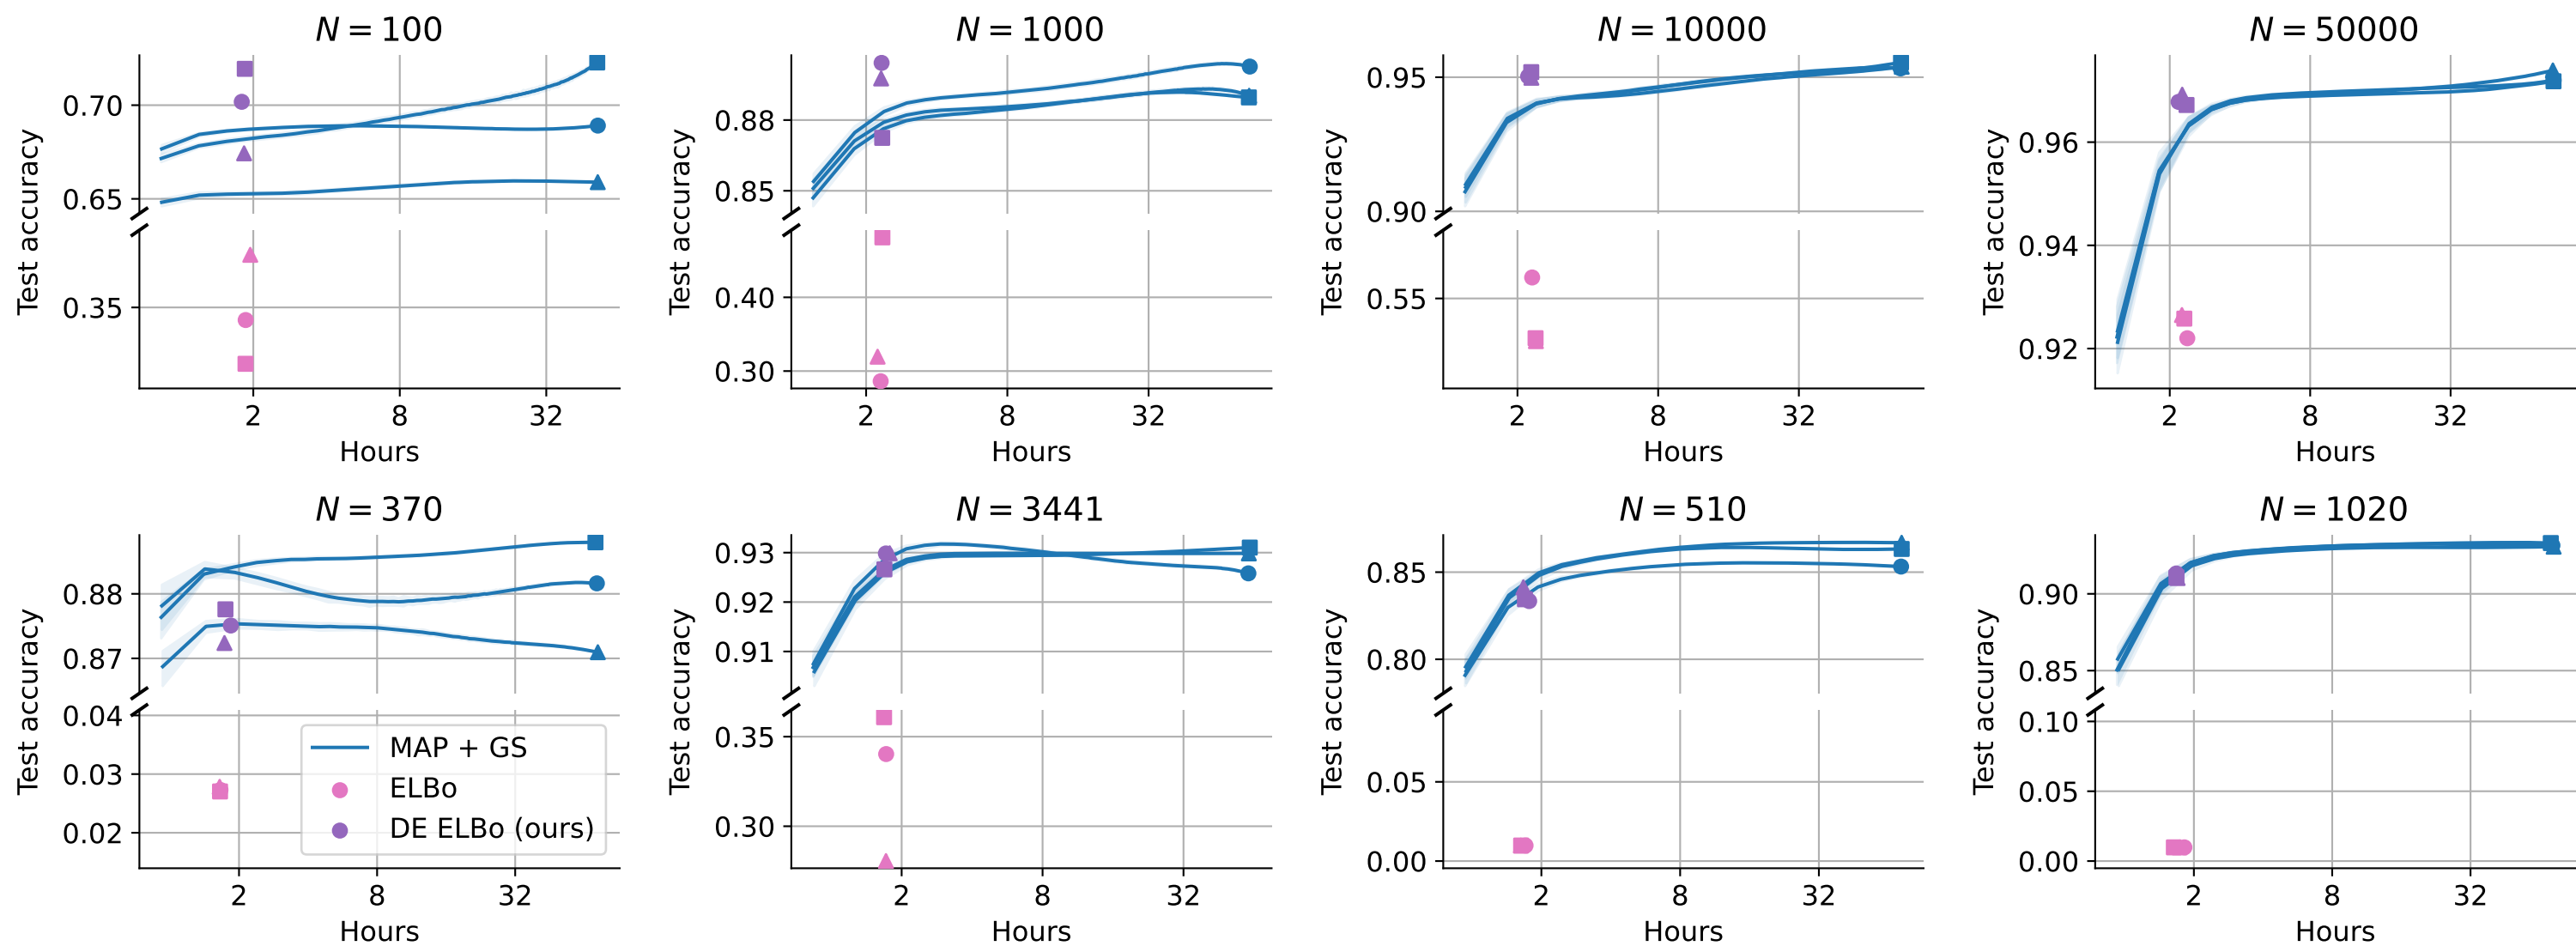 N = 100
Test accuracy
0.70
0.65
0.35
2 8 32
Hours
N = 1000
Test accuracy
0.88
0.85
0.40
0.30
2 8 32
Hours
N = 10000
Test accuracy
0.95
0.90
0.55
2 8 32
Hours
N = 50000
Test accuracy
0.96
0.94
0.92
2 8 32
Hours
N = 370
Test accuracy
0.88
0.87
0.04
0.03
0.02
MAP + GS
ELBo
DE ELBo (ours)
2 8 32
Hours
N = 3441
Test accuracy
0.93
0.92
0.91
0.35
0.30
2 8 32
Hours
N = 510
Test accuracy
0.85
0.80
0.05
0.00
2 8 32
Hours
N = 1020
Test accuracy
0.90
0.85
0.10
0.05
0.00
2 8 32
Hours